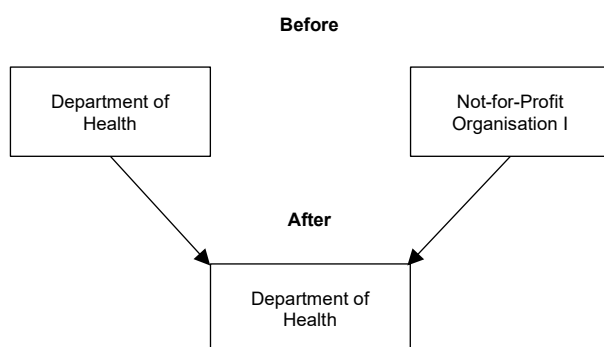 Before
Department of
Health
Not-for-Profit
Organisation I
After
Department of
Health